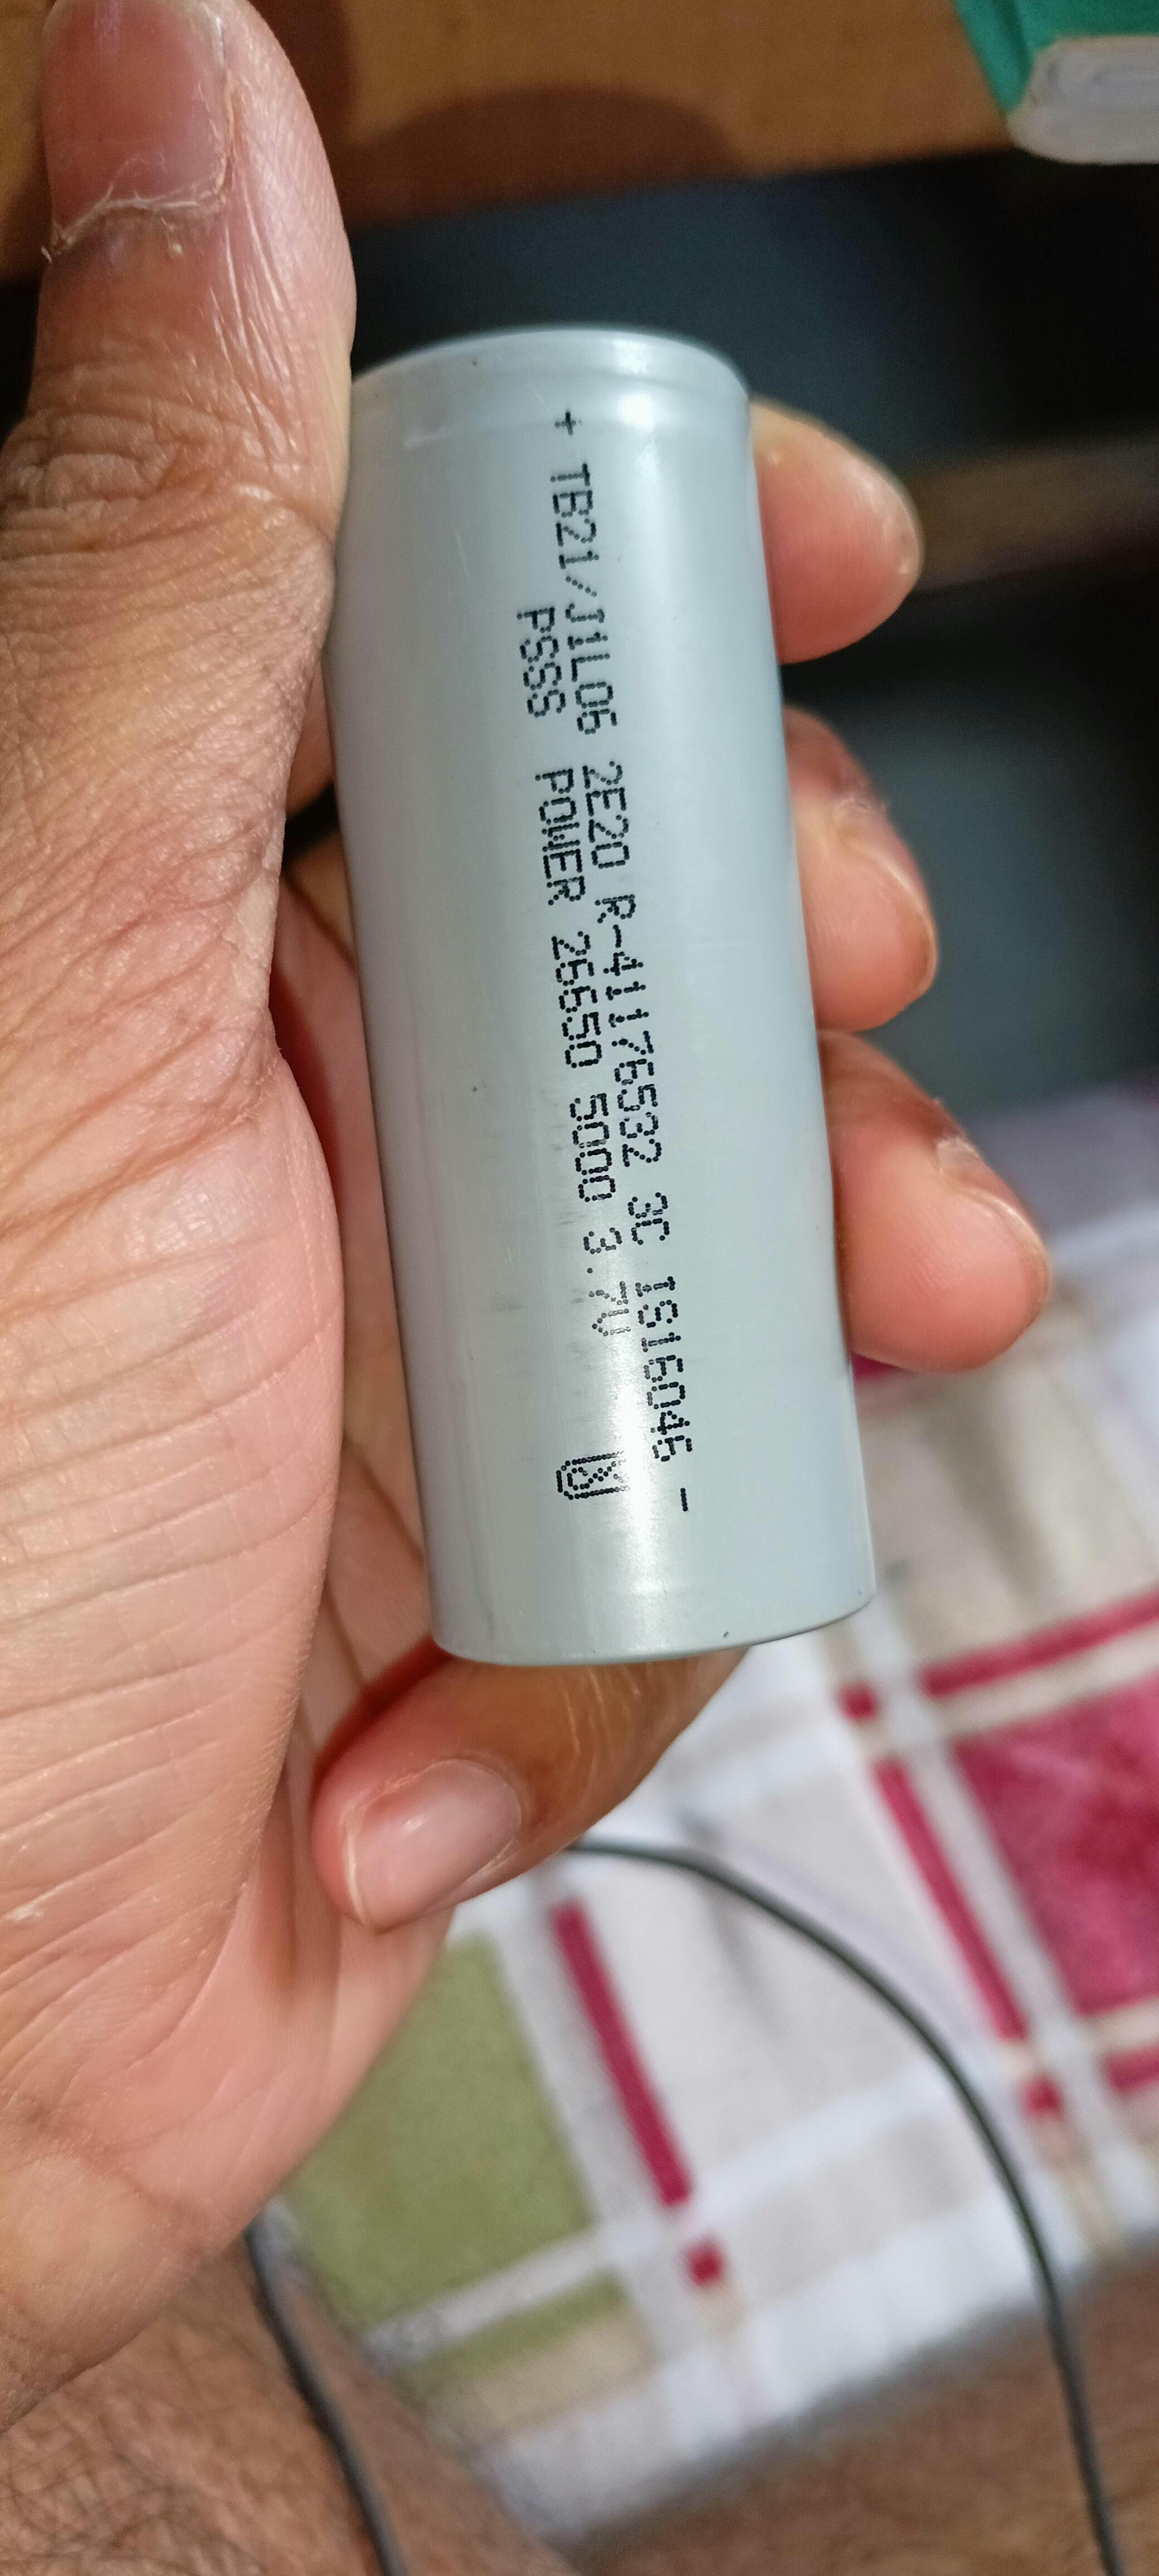 + TB21/J1L06 2E20 R-41176532 3C IS16046 -
PSSS POWER 26650 5000 3.7V